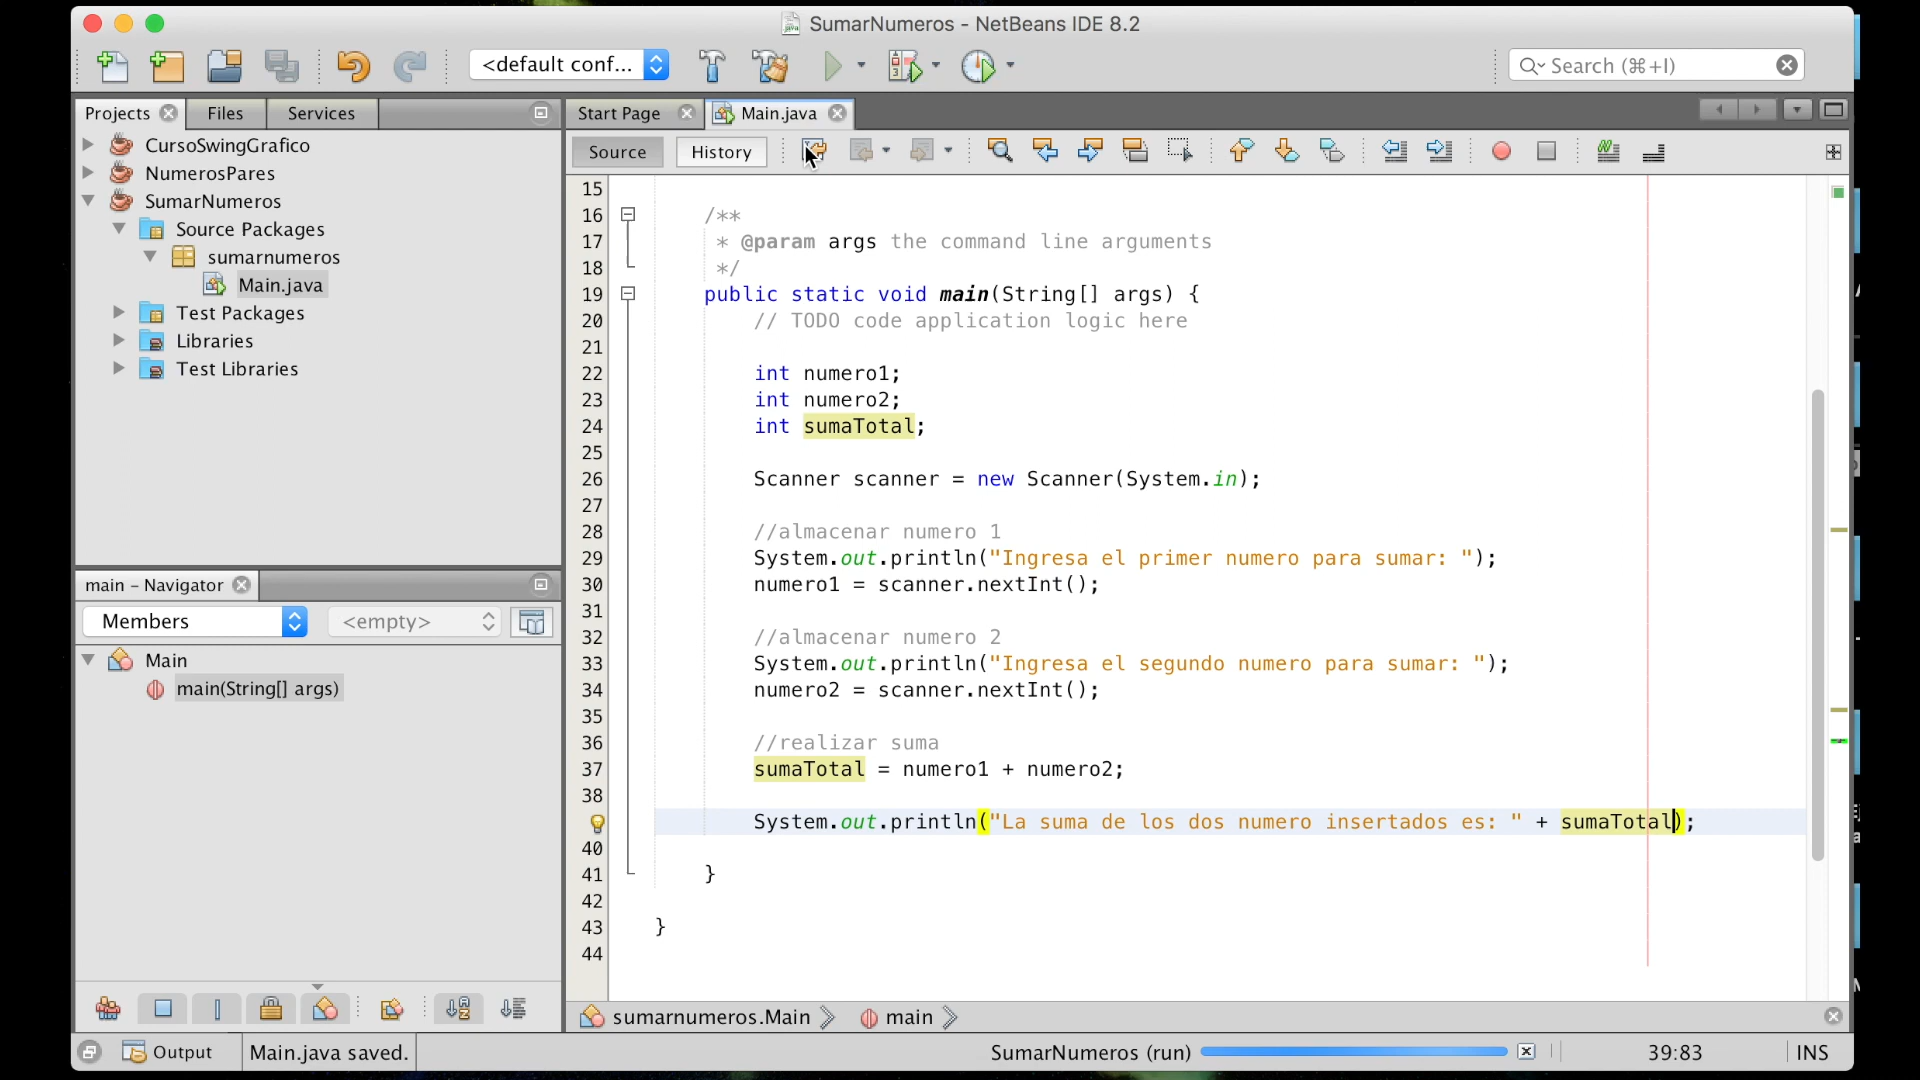 SumarNumeros - NetBeans IDE 8.2
<default conf...
Search (⌘+I)
Projects
Files
Services
Start Page
Main.java
Source
History
CursoSwingGrafico
NumerosPares
SumarNumeros
Source Packages
sumarnumeros
Main.java
Test Packages
Libraries
Test Libraries
main - Navigator
Members
<empty>
Main
main(String[] args)
15
16 /**
17 * @param args the command line arguments
18 */
19 public static void main(String[] args) {
20 // TODO code application logic here
21
22 int numero1;
23 int numero2;
24 int sumaTotal;
25
26 Scanner scanner = new Scanner(System.in);
27
28 //almacenar numero 1
29 System.out.println("Ingresa el primer numero para sumar: ");
30 numero1 = scanner.nextInt();
31
32 //almacenar numero 2
33 System.out.println("Ingresa el segundo numero para sumar: ");
34 numero2 = scanner.nextInt();
35
36 //realizar suma
37 sumaTotal = numero1 + numero2;
38
System.out.println("La suma de los dos numero insertados es: " + sumaTotal);
40
41 }
42
43 }
44
sumarnumeros.Main
main
Output
Main.java saved.
SumarNumeros (run)
39:83
INS